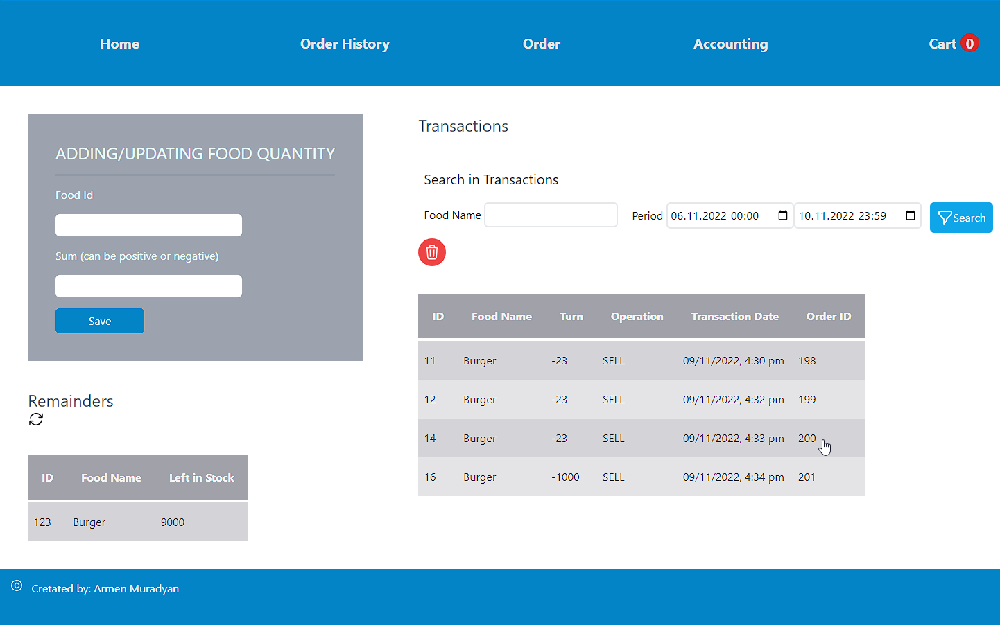 Home Order History Order Accounting Cart 0
ADDING/UPDATING FOOD QUANTITY
Food Id
Sum (can be positive or negative)
Save
Remainders
ID Food Name Left in Stock
123 Burger 9000
Transactions
Search in Transactions
Food Name Period 06.11.2022 00:00 10.11.2022 23:59 Search
ID Food Name Turn Operation Transaction Date Order ID
11 Burger -23 SELL 09/11/2022, 4:30 pm 198
12 Burger -23 SELL 09/11/2022, 4:32 pm 199
14 Burger -23 SELL 09/11/2022, 4:33 pm 200
16 Burger -1000 SELL 09/11/2022, 4:34 pm 201
© Cretated by: Armen Muradyan